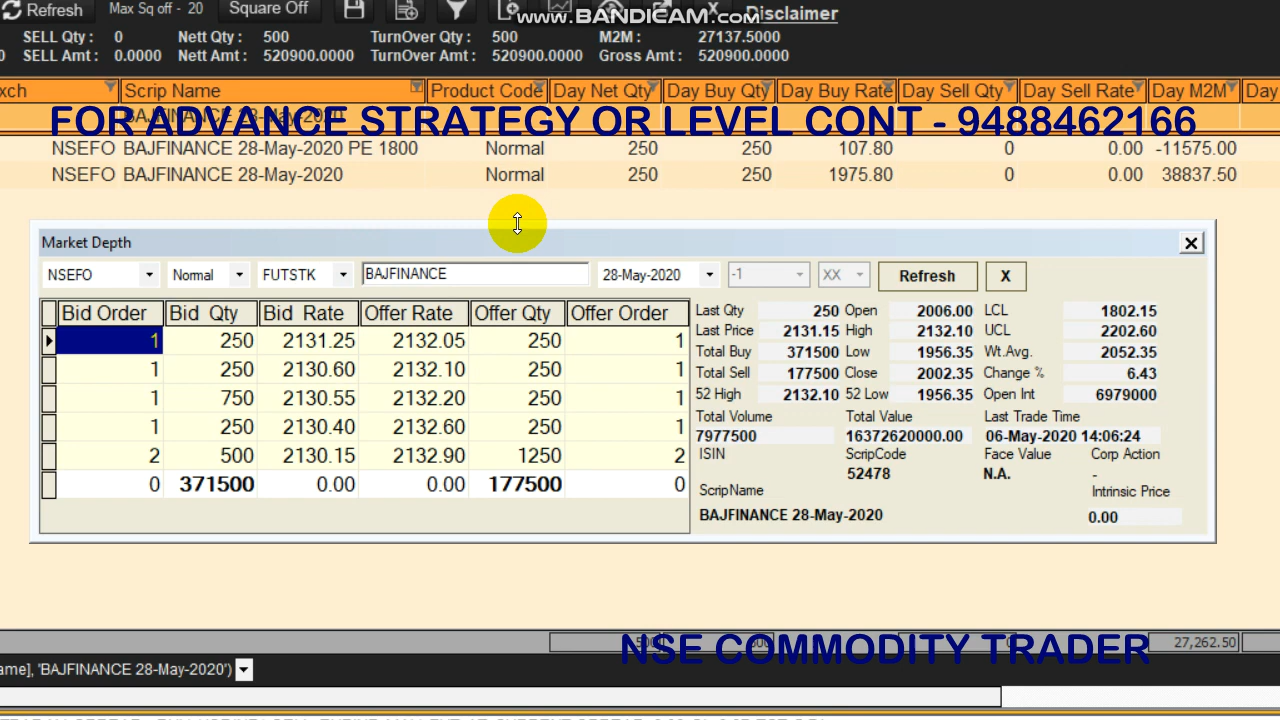 Refresh Max Sq off - 20 Square Off X Disclaimer
www.BANDICAM.com
SELL Qty : 0 Nett Qty : 500 TurnOver Qty : 500 M2M : 27137.5000
0 SELL Amt : 0.0000 Nett Amt : 520900.0000 TurnOver Amt : 520900.0000 Gross Amt : 520900.0000
xch Scrip Name Product Code Day Net Qty Day Buy Qty Day Buy Rate Day Sell Qty Day Sell Rate Day M2M Day
BAJFINANCE 28-May-2020
FOR ADVANCE STRATEGY OR LEVEL CONT - 9488462166
NSEFO BAJFINANCE 28-May-2020 PE 1800 Normal 250 250 107.80 0 0.00 -11575.00
NSEFO BAJFINANCE 28-May-2020 Normal 250 250 1975.80 0 0.00 38837.50
Market Depth X
NSEFO Normal FUTSTK BAJFINANCE 28-May-2020 -1 XX Refresh X
Bid Order Bid Qty Bid Rate Offer Rate Offer Qty Offer Order
1 250 2131.25 2132.05 250 1
1 250 2130.60 2132.10 250 1
1 750 2130.55 2132.20 250 1
1 250 2130.40 2132.60 250 1
2 500 2130.15 2132.90 1250 2
0 371500 0.00 0.00 177500 0
Last Qty 250 Open 2006.00 LCL 1802.15
Last Price 2131.15 High 2132.10 UCL 2202.60
Total Buy 371500 Low 1956.35 Wt.Avg. 2052.35
Total Sell 177500 Close 2002.35 Change % 6.43
52 High 2132.10 52 Low 1956.35 Open Int 6979000
Total Volume Total Value Last Trade Time
7977500 16372620000.00 06-May-2020 14:06:24
ISIN ScripCode Face Value Corp Action
52478 N.A. -
ScripName Intrinsic Price
BAJFINANCE 28-May-2020 0.00
27,262.50
NSE COMMODITY TRADER
ame], 'BAJFINANCE 28-May-2020')